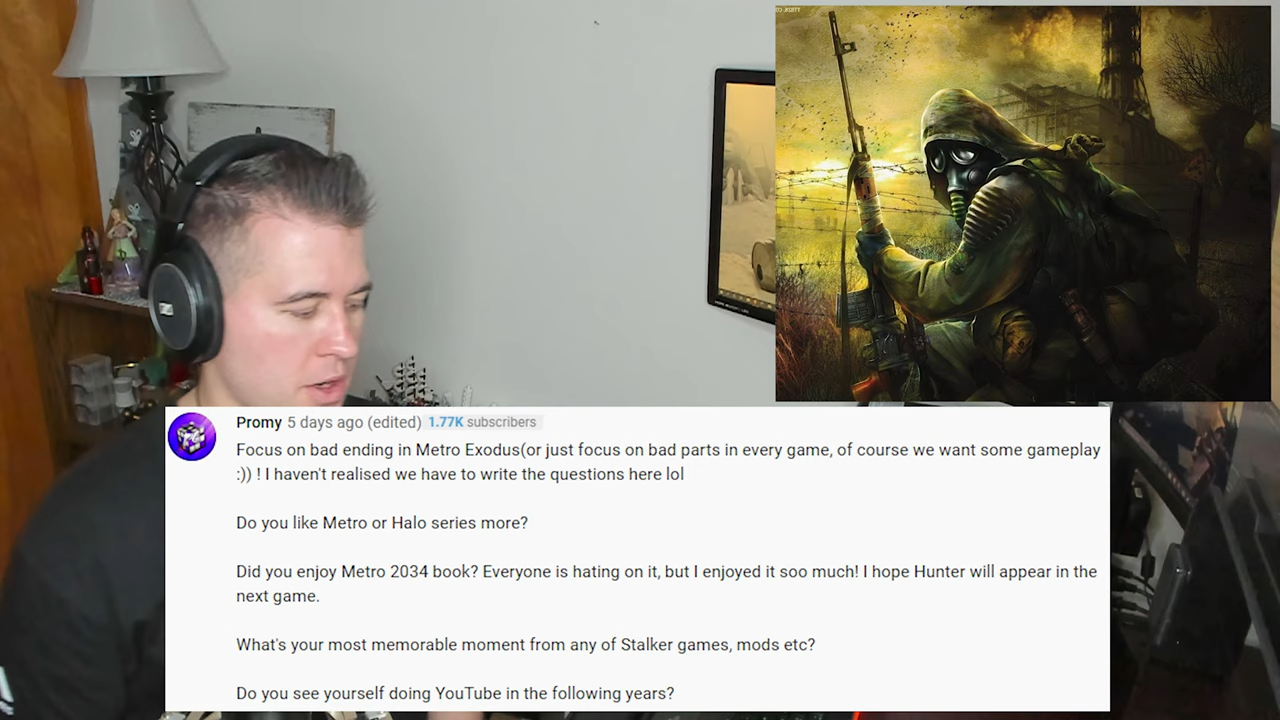 Promy 5 days ago (edited) 1.77K subscribers
Focus on bad ending in Metro Exodus(or just focus on bad parts in every game, of course we want some gameplay
:)) ! I haven't realised we have to write the questions here lol
Do you like Metro or Halo series more?
Did you enjoy Metro 2034 book? Everyone is hating on it, but I enjoyed it soo much! I hope Hunter will appear in the
next game.
What's your most memorable moment from any of Stalker games, mods etc?
Do you see yourself doing YouTube in the following years?